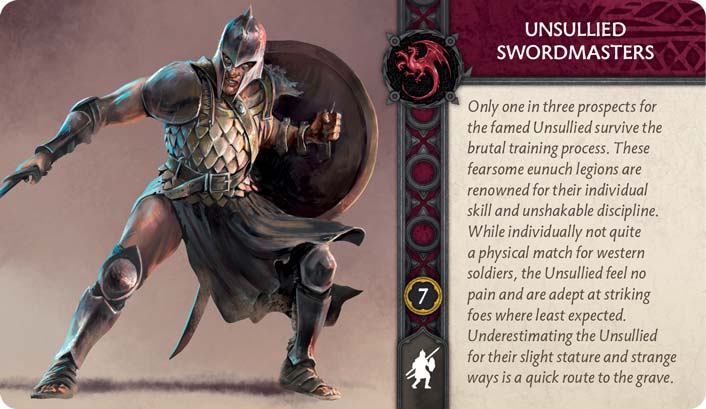 UNSULLIED
SWORDMASTERS
Only one in three prospects for
the famed Unsullied survive the
brutal training process. These
fearsome eunuch legions are
renowned for their individual
skill and unshakable discipline.
While individually not quite
a physical match for western
soldiers, the Unsullied feel no
pain and are adept at striking
foes where least expected.
Underestimating the Unsullied
for their slight stature and strange
ways is a quick route to the grave.
7